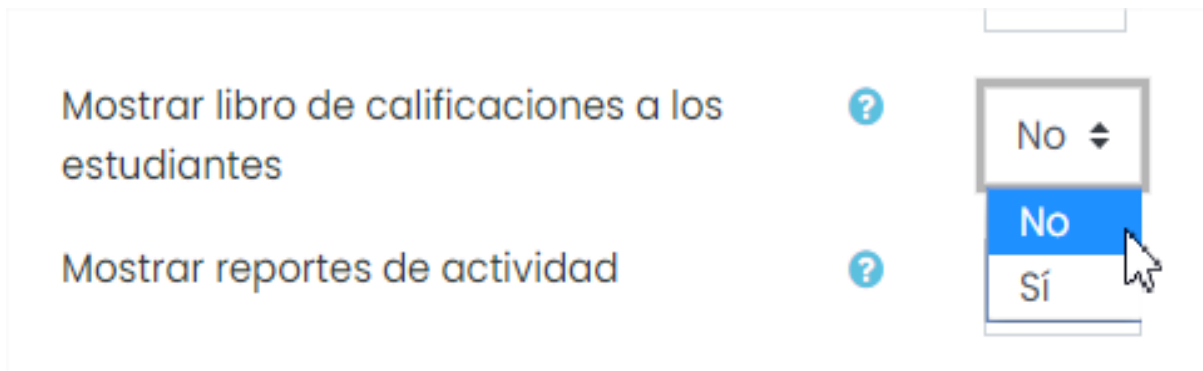 Mostrar libro de calificaciones a los
estudiantes
No
No
Sí
Mostrar reportes de actividad